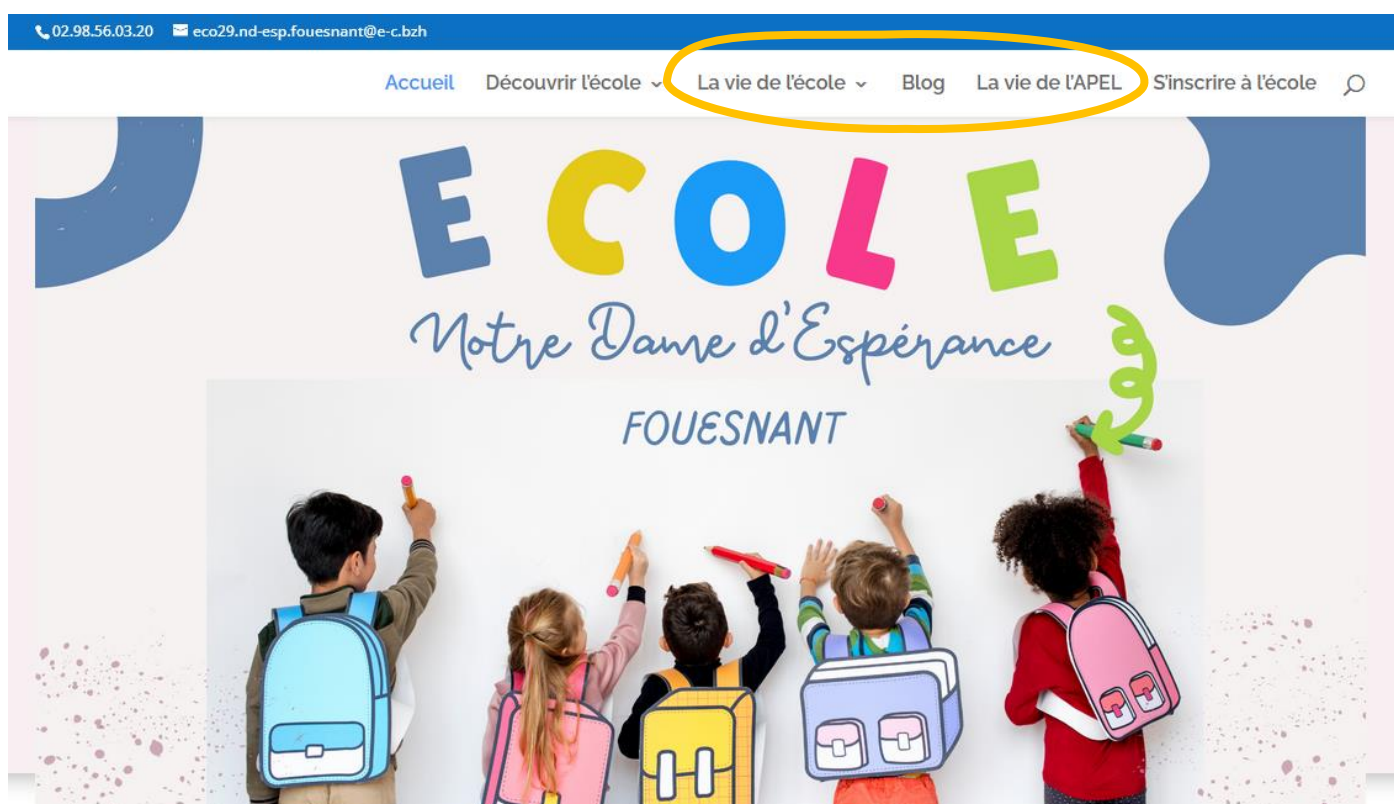 02.98.56.03.20 eco29.nd-esp.fouesnant@e-c.bzh
Accueil Découvrir l'école La vie de l'école Blog La vie de l'APEL S'inscrire à l'école
ECOLE
Notre Dame d'Espérance
FOUESNANT